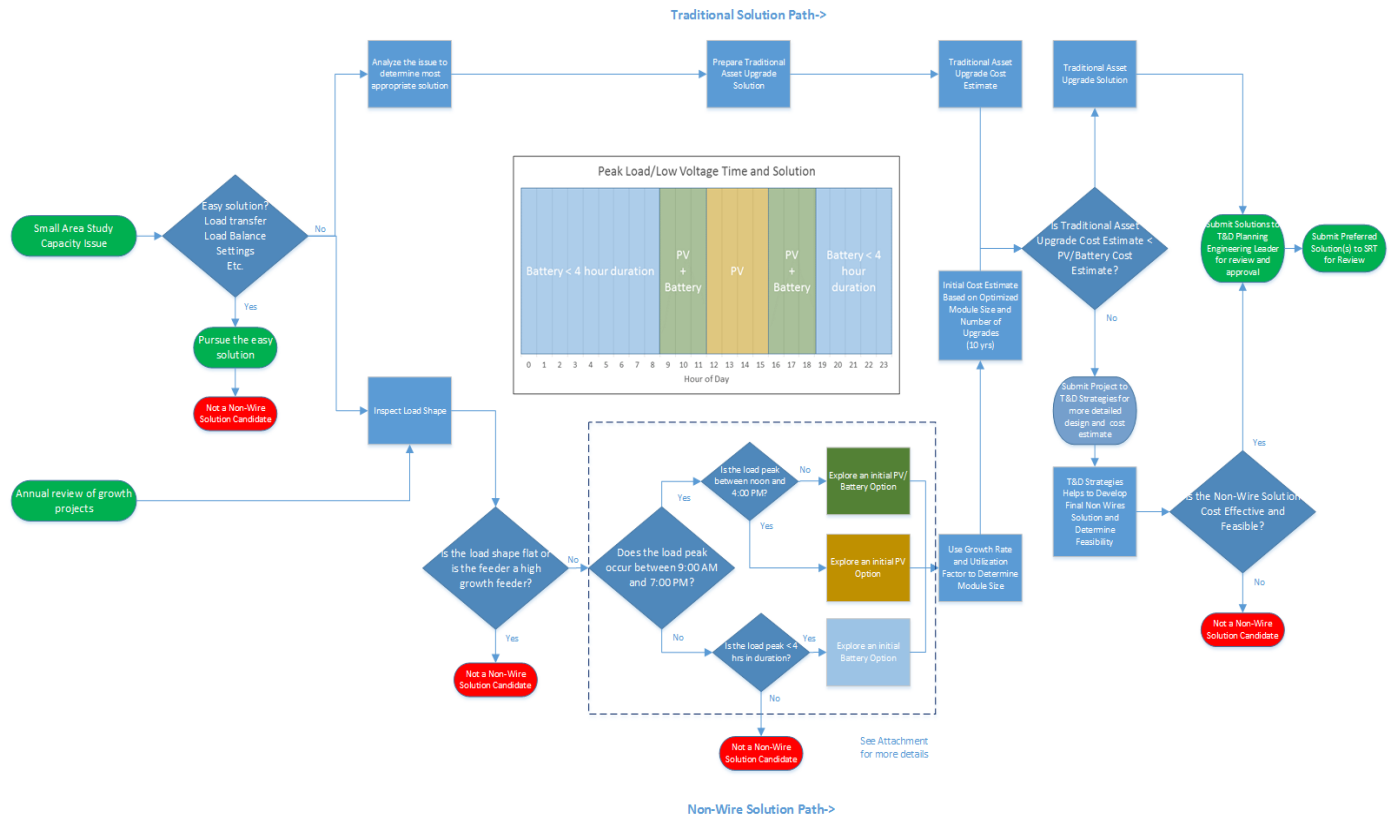 Traditional Solution Path->
Analyze the issue to
determine most
appropriate solution
Prepare Traditional
Asset Upgrade
Solution
Traditional Asset
Upgrade Cost
Estimate
Traditional Asset
Upgrade Solution
Small Area Study
Capacity Issue
Easy solution?
Load transfer
Load Balance
Settings
Etc.
No
Yes
Pursue the easy
solution
Not a Non-Wire
Solution Candidate
Peak Load/Low Voltage Time and Solution
Battery < 4 hour duration
PV
+
Battery
PV
PV
+
Battery
Battery < 4
hour
duration
0 1 2 3 4 5 6 7 8 9 10 11 12 13 14 15 16 17 18 19 20 21 22 23
Hour of Day
Is Traditional Asset
Upgrade Cost Estimate <
PV/Battery Cost
Estimate?
No
Submit Solutions to
T&D Planning
Engineering Leader
for review and
approval
Submit Preferred
Solution(s) to SRT
for Review
Initial Cost Estimate
Based on Optimized
Module Size and
Number of
Upgrades
(10 yrs)
Submit Project to
T&D Strategies for
more detailed
design and cost
estimate
T&D Strategies
Helps to Develop
Final Non Wires
Solution and
Determine
Feasibility
Yes
Is the Non-Wire Solution
Cost Effective and
Feasible?
No
Not a Non-Wire
Solution Candidate
Inspect Load Shape
Annual review of growth
projects
Is the load shape flat or
is the feeder a high
growth feeder?
No
Yes
Not a Non-Wire
Solution Candidate
Does the load peak
occur between 9:00 AM
and 7:00 PM?
Yes
No
Is the load peak
between noon and
4:00 PM?
No
Yes
Explore an initial PV/
Battery Option
Explore an initial PV
Option
Is the load peak <4
hrs in duration?
Yes
No
Explore an initial
Battery Option
Use Growth Rate
and Utilization
Factor to Determine
Module Size
Not a Non-Wire
Solution Candidate
See Attachment
for more details
Non-Wire Solution Path->